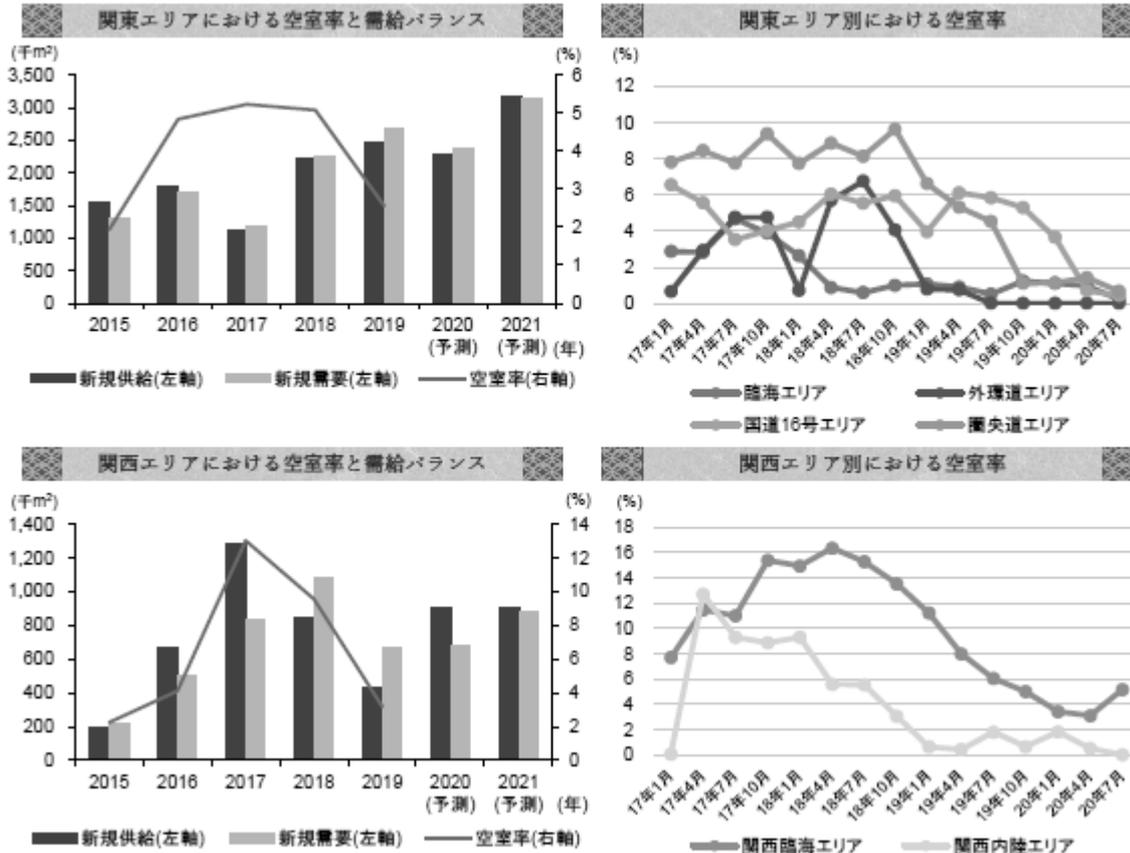 関東エリアにおける空室率と需給バランス
(千m²) (%)
3,500 6
3,000 5
2,500 4
2,000
1,500 3
1,000 2
500 1
0 0
2015 2016 2017 2018 2019 2020 2021
(予測) (予測) (年)
新規供給(左軸) 新規需要(左軸) 空室率(右軸)
関東エリア別における空室率
(%)
12
10
8
6
4
2
0
17年1月 17年4月 17年7月 17年10月 18年1月 18年4月 18年7月 18年10月 19年1月 19年4月 19年7月 19年10月 20年1月 20年4月 20年7月
臨海エリア 外環道エリア
国道16号エリア 圏央道エリア
関西エリアにおける空室率と需給バランス
(千m²) (%)
1,400 14
1,200 12
1,000 10
800 8
600 6
400 4
200 2
0 0
2015 2016 2017 2018 2019 2020 2021
(予測) (予測) (年)
新規供給(左軸) 新規需要(左軸) 空室率(右軸)
関西エリア別における空室率
(%)
18
16
14
12
10
8
6
4
2
0
17年1月 17年4月 17年7月 17年10月 18年1月 18年4月 18年7月 18年10月 19年1月 19年4月 19年7月 19年10月 20年1月 20年4月 20年7月
関西臨海エリア 関西内陸エリア